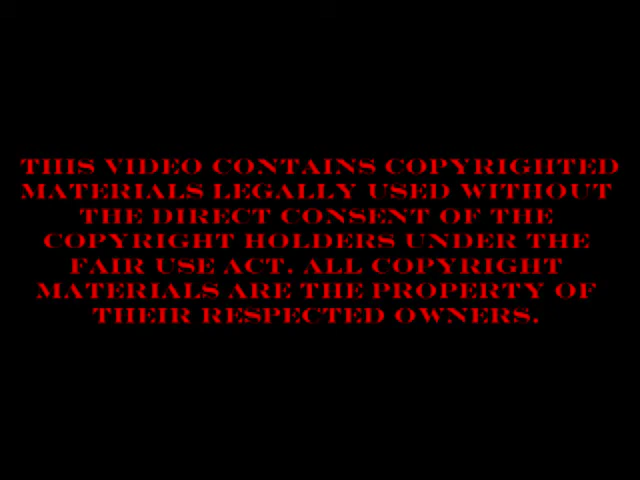 THIS VIDEO CONTAINS COPYRIGHTED
MATERIALS LEGALLY USED WITHOUT
THE DIRECT CONSENT OF THE
COPYRIGHT HOLDERS UNDER THE
FAIR USE ACT. ALL COPYRIGHT
MATERIALS ARE THE PROPERTY OF
THEIR RESPECTED OWNERS.